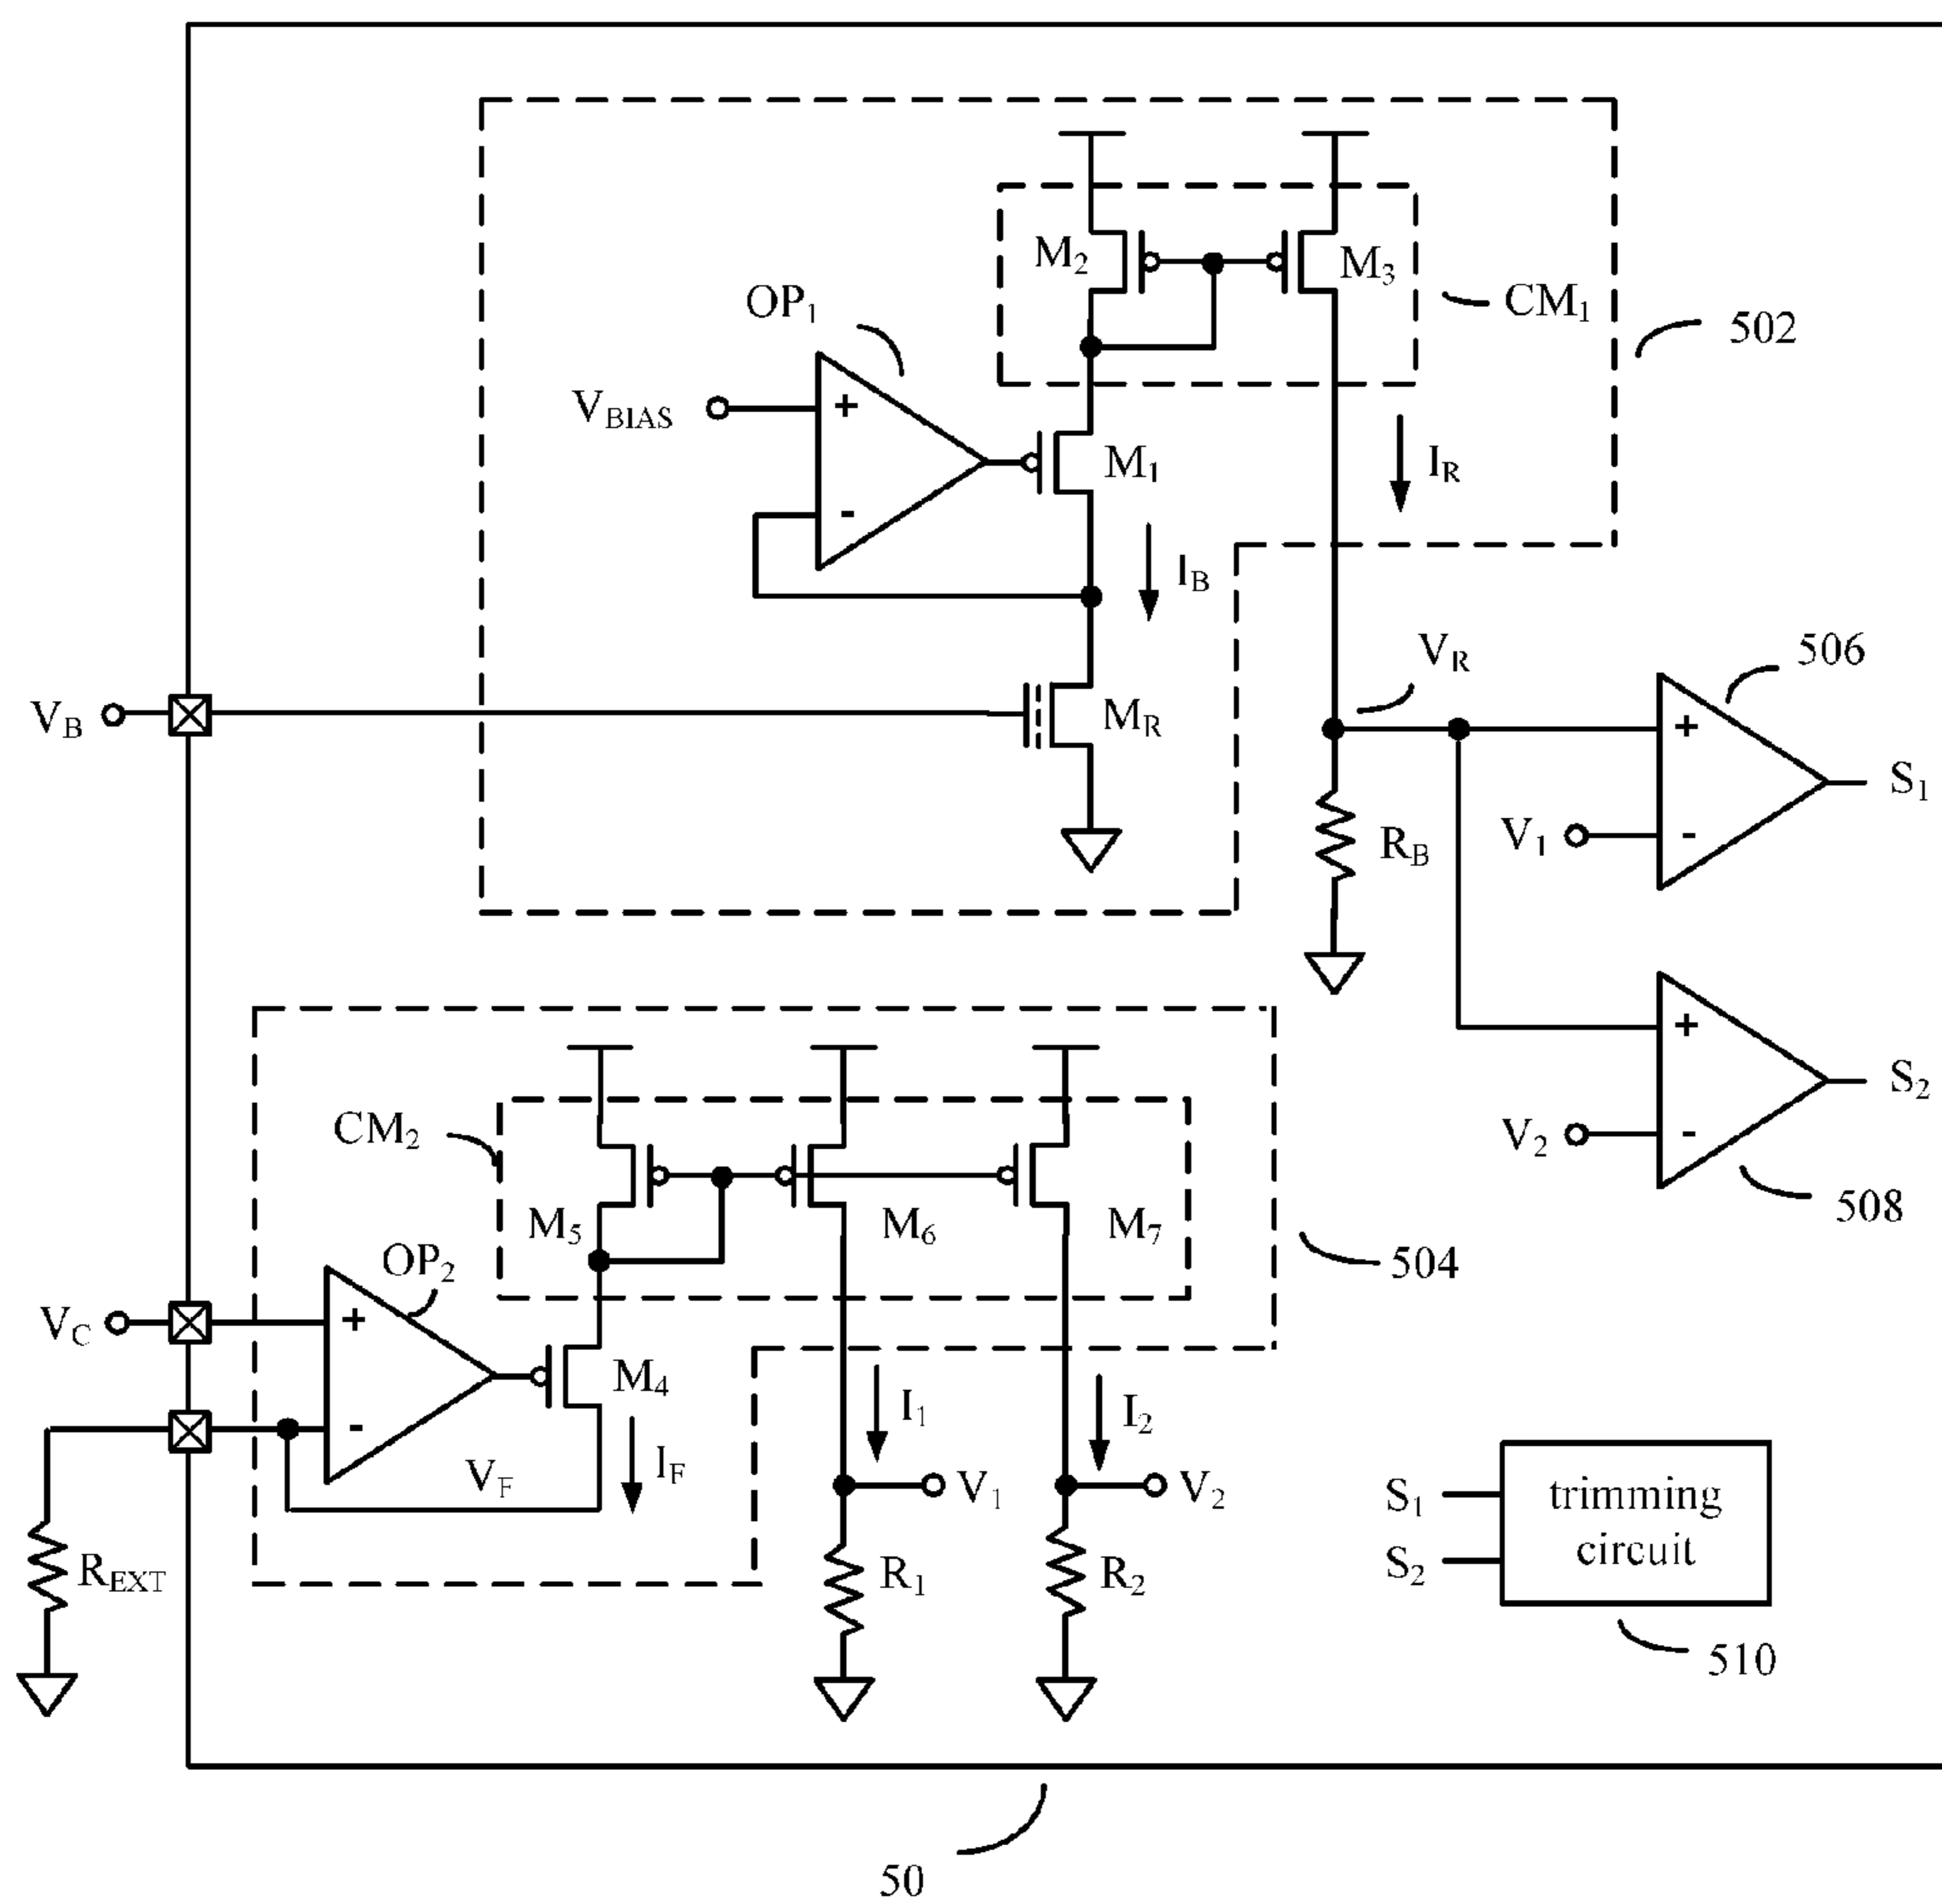 M2
M3
CM1
502
OP1
VBIAS
+
-
M1
IR
IB
VB
MR
VR
506
+
V1
-
S1
RB
+
V2
-
S2
508
CM2
M5
M6
M7
504
OP2
VC
+
-
M4
VF
IF
I1
I2
V1
V2
REXT
R1
R2
S1
S2
trimming
circuit
510
50